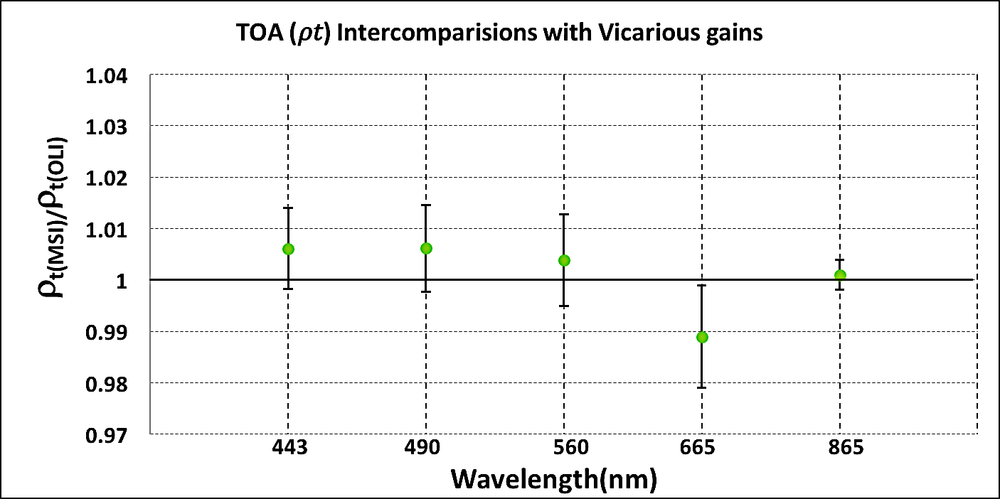 TOA (ρt) Intercomparisions with Vicarious gains
1.04
1.03
1.02
1.01
1
0.99
0.98
0.97
ρt(MSI)/ρt(OLI)
443 490 560 665 865
Wavelength(nm)